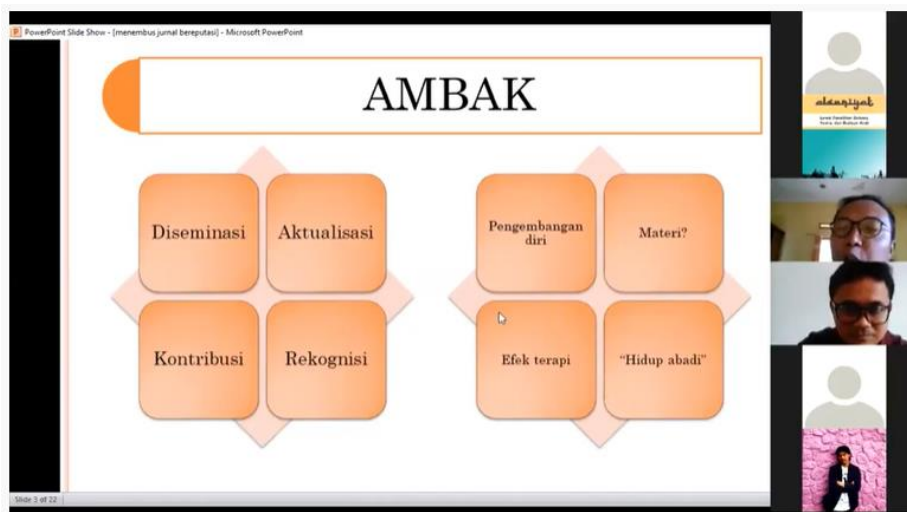 PowerPoint Slide Show - [menembus jurnal bereputasi] - Microsoft PowerPoint
AMBAK
Diseminasi
Aktualisasi
Kontribusi
Rekognisi
Pengembangan
diri
Materi?
Efek terapi
“Hidup abadi”
Slide 3 of 22